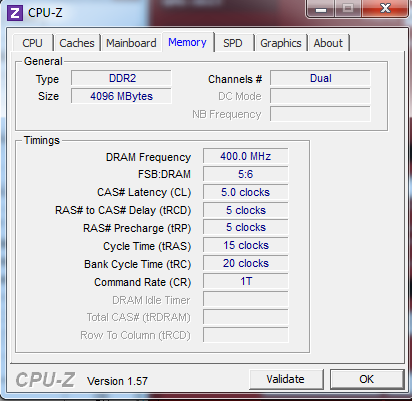 CPU-Z
CPU Caches Mainboard Memory SPD Graphics About
General
Type DDR2 Channels # Dual
Size 4096 MBytes DC Mode
NB Frequency
Timings
DRAM Frequency 400.0 MHz
FSB:DRAM 5:6
CAS# Latency (CL) 5.0 clocks
RAS# to CAS# Delay (tRCD) 5 clocks
RAS# Precharge (tRP) 5 clocks
Cycle Time (tRAS) 15 clocks
Bank Cycle Time (tRC) 20 clocks
Command Rate (CR) 1T
DRAM Idle Timer
Total CAS# (tRDRAM)
Row To Column (tRCD)
CPU-Z Version 1.57 Validate OK